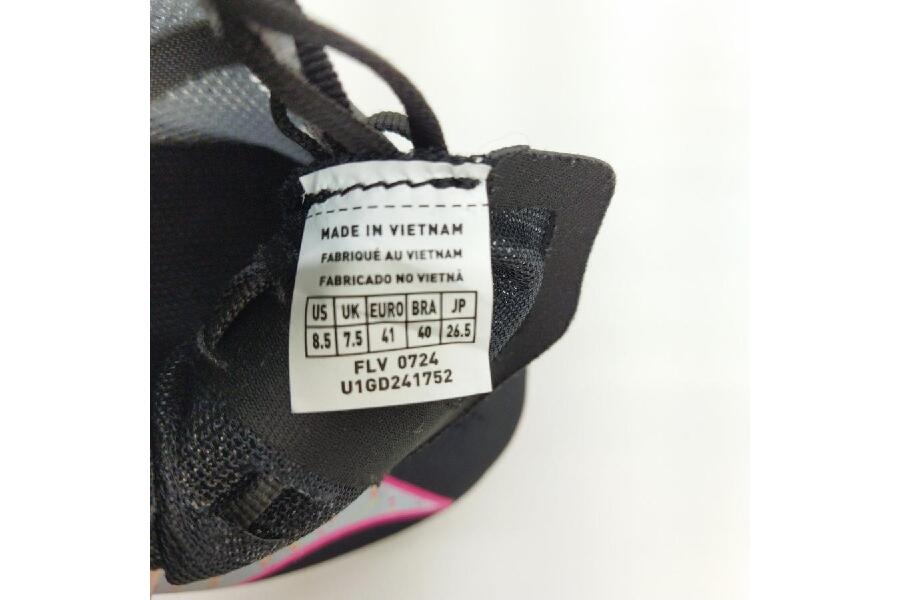 MADE IN VIETNAM
FABRIQUÉ AU VIETNAM
FABRICADO NO VIETNÃ
US UK EURO BRA JP
8.5 7.5 41 40 26.5
FLV 0724
U1GD241752